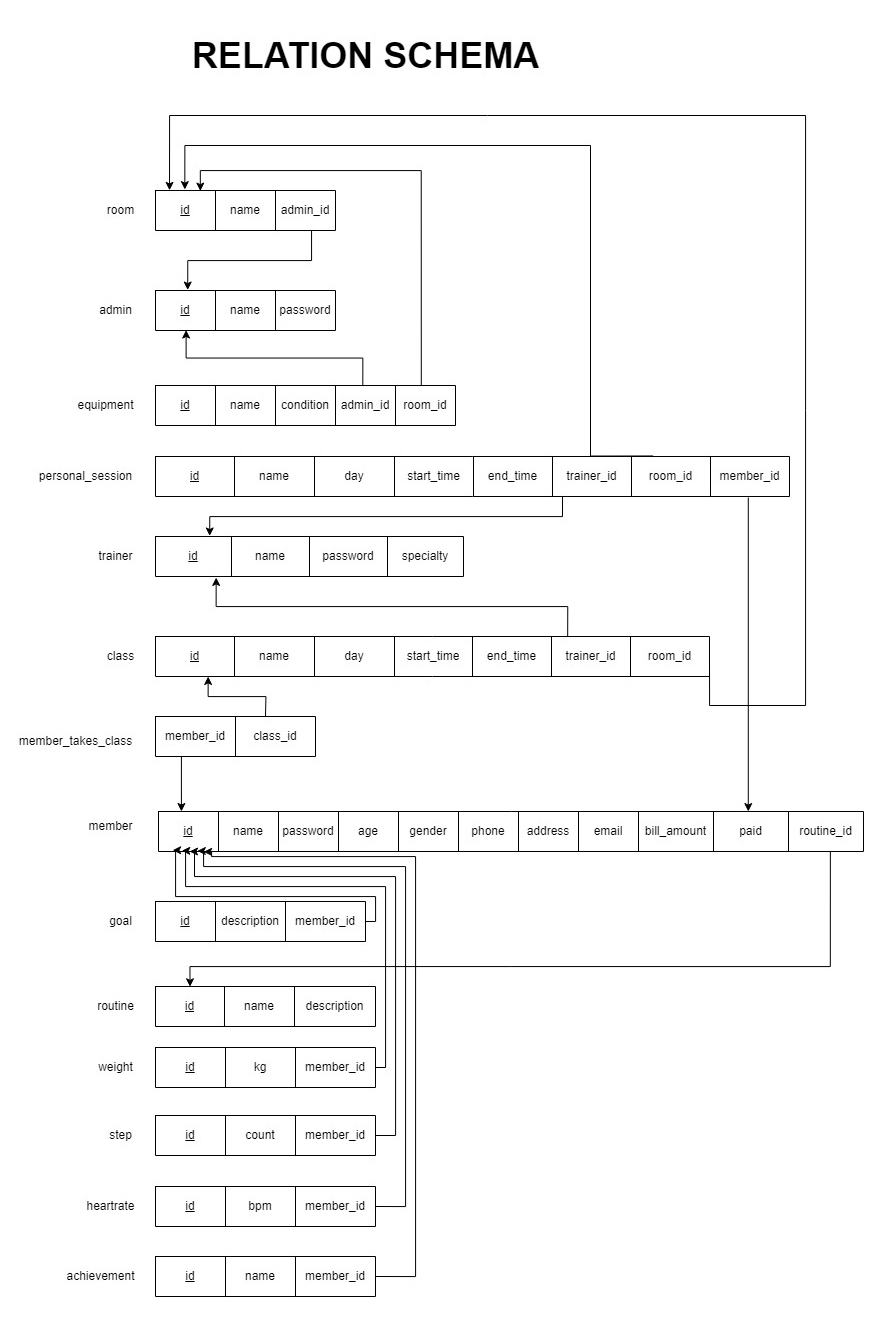 RELATION SCHEMA
room id name admin_id
admin id name password
equipment id name condition admin_id room_id
personal_session id name day start_time end_time trainer_id room_id member_id
trainer id name password specialty
class id name day start_time end_time trainer_id room_id
member_takes_class member_id class_id
member id name password age gender phone address email bill_amount paid routine_id
goal id description member_id
routine id name description
weight id kg member_id
step id count member_id
heartrate id bpm member_id
achievement id name member_id